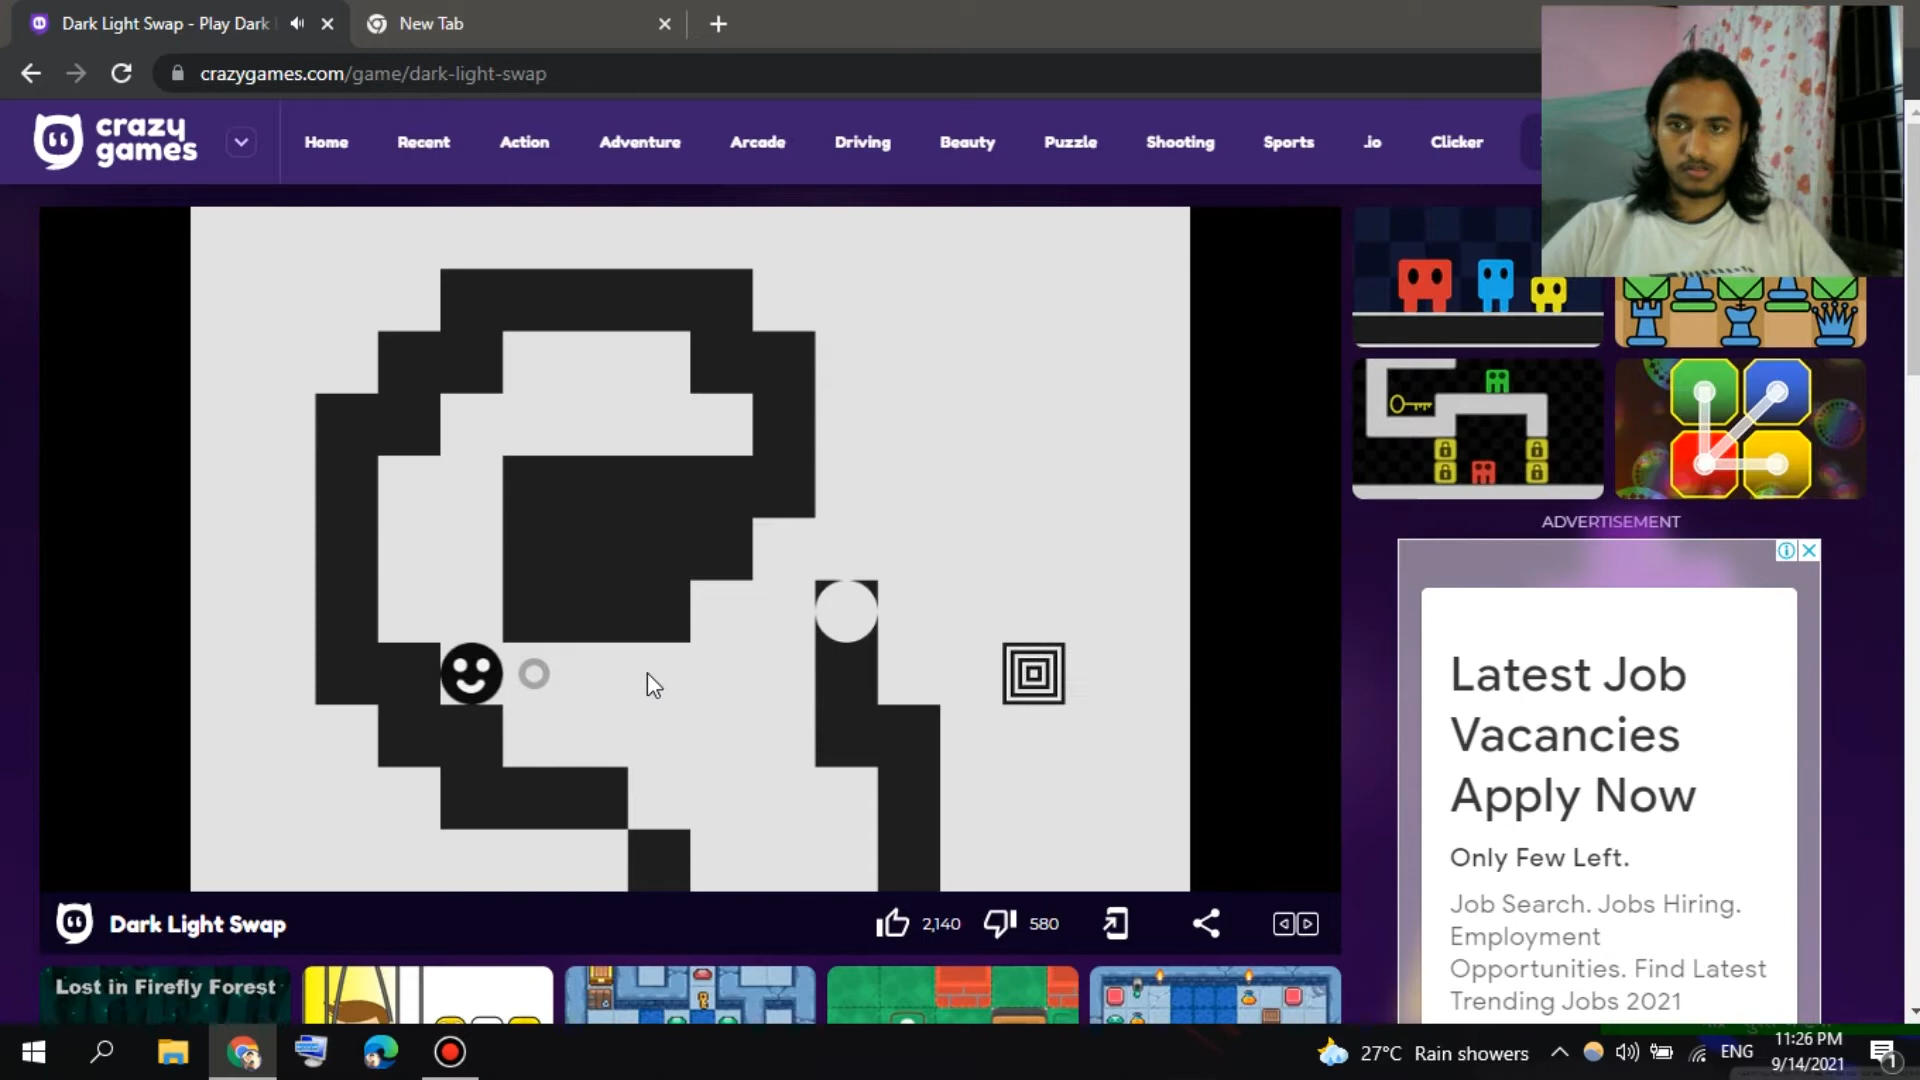 Dark Light Swap - Play Dark
New Tab
crazygames.com/game/dark-light-swap
crazy games
Home
Recent
Action
Adventure
Arcade
Driving
Beauty
Puzzle
Shooting
Sports
.io
Clicker
ADVERTISEMENT
Latest Job
Vacancies
Apply Now
Only Few Left.
Job Search. Jobs Hiring.
Employment
Opportunities. Find Latest
Trending Jobs 2021
Dark Light Swap
2,140
580
Lost in Firefly Forest
27°C Rain showers
ENG
11:26 PM
9/14/2021
1